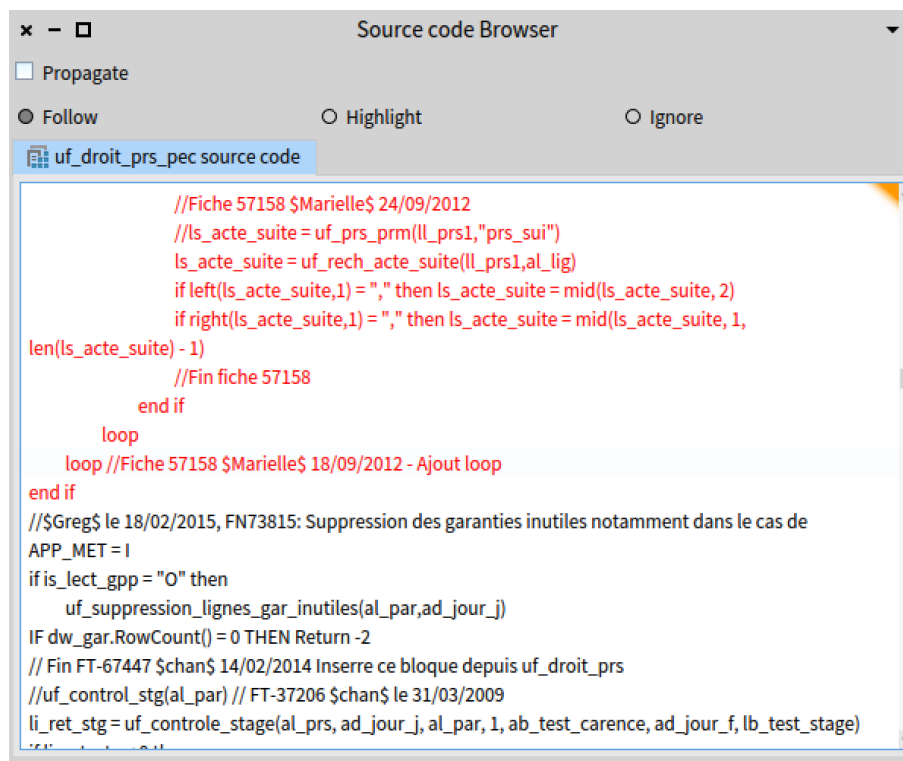 Source code Browser
Propagate
Follow Highlight Ignore
uf_droit_prs_pec source code
//Fiche 57158 $Marielle$ 24/09/2012
//ls_acte_suite = uf_prs_prm(ll_prs1,"prs_sui")
ls_acte_suite = uf_rech_acte_suite(ll_prs1,al_lig)
if left(ls_acte_suite,1) = "," then ls_acte_suite = mid(ls_acte_suite, 2)
if right(ls_acte_suite,1) = "," then ls_acte_suite = mid(ls_acte_suite, 1,
len(ls_acte_suite) - 1)
//Fin fiche 57158
end if
loop
loop //Fiche 57158 $Marielle$ 18/09/2012 - Ajout loop
end if
//$Greg$ le 18/02/2015, FN73815: Suppression des garanties inutiles notamment dans le cas de
APP_MET = I
if is_lect_gpp = "O" then
uf_suppression_lignes_gar_inutiles(al_par,ad_jour_j)
IF dw_gar.RowCount() = 0 THEN Return -2
// Fin FT-67447 $chan$ 14/02/2014 Inserre ce bloque depuis uf_droit_prs
//uf_control_stg(al_par) // FT-37206 $chan$ le 31/03/2009
li_ret_stg = uf_controle_stage(al_prs, ad_jour_j, al_par, 1, ab_test_carence, ad_jour_f, lb_test_stage)